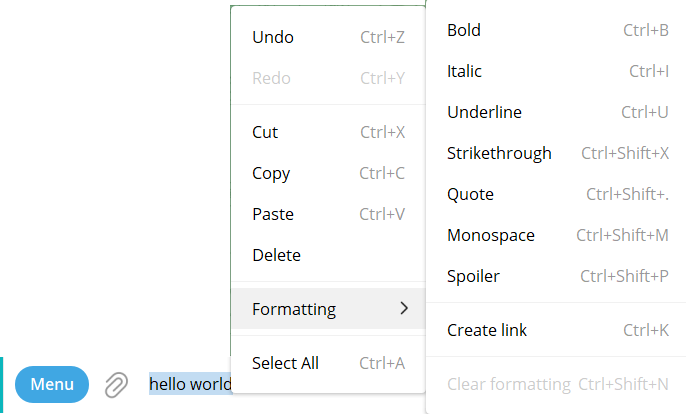 Undo Ctrl+Z
Redo Ctrl+Y
Cut Ctrl+X
Copy Ctrl+C
Paste Ctrl+V
Delete
Formatting
Select All Ctrl+A
Bold Ctrl+B
Italic Ctrl+I
Underline Ctrl+U
Strikethrough Ctrl+Shift+X
Quote Ctrl+Shift+.
Monospace Ctrl+Shift+M
Spoiler Ctrl+Shift+P
Create link Ctrl+K
Clear formatting Ctrl+Shift+N
Menu hello world